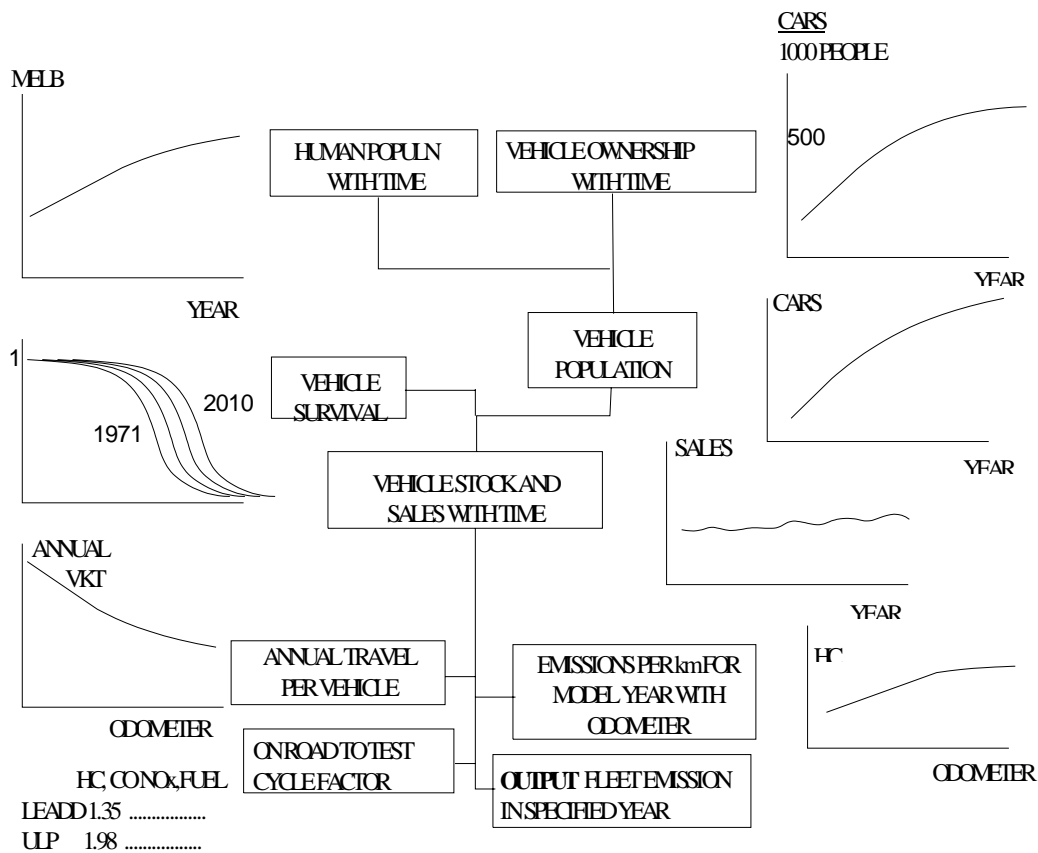 CARS
1000 PEOPLE
MELB
500
HUMAN POPULN
WITH TIME
VEHICLE OWNERSHIP
WITH TIME
YEAR
YEAR
CARS
VEHICLE
POPULATION
1
VEHICLE
SURVIVAL
2010
1971
SALES
YEAR
VEHICLE STOCK AND
SALES WITH TIME
ANNUAL
VKT
YEAR
ANNUAL TRAVEL
PER VEHICLE
EMISSIONS PER km FOR
MODEL YEAR WITH
ODOMETER
HC
ODOMETER
ON ROAD TO TEST
CYCLE FACTOR
ODOMETER
HC, CO NOx, FUEL
OUTPUT FLEET EMISSION
IN SPECIFIED YEAR
LEADD 1.35 .................
ULP 1.98 .................